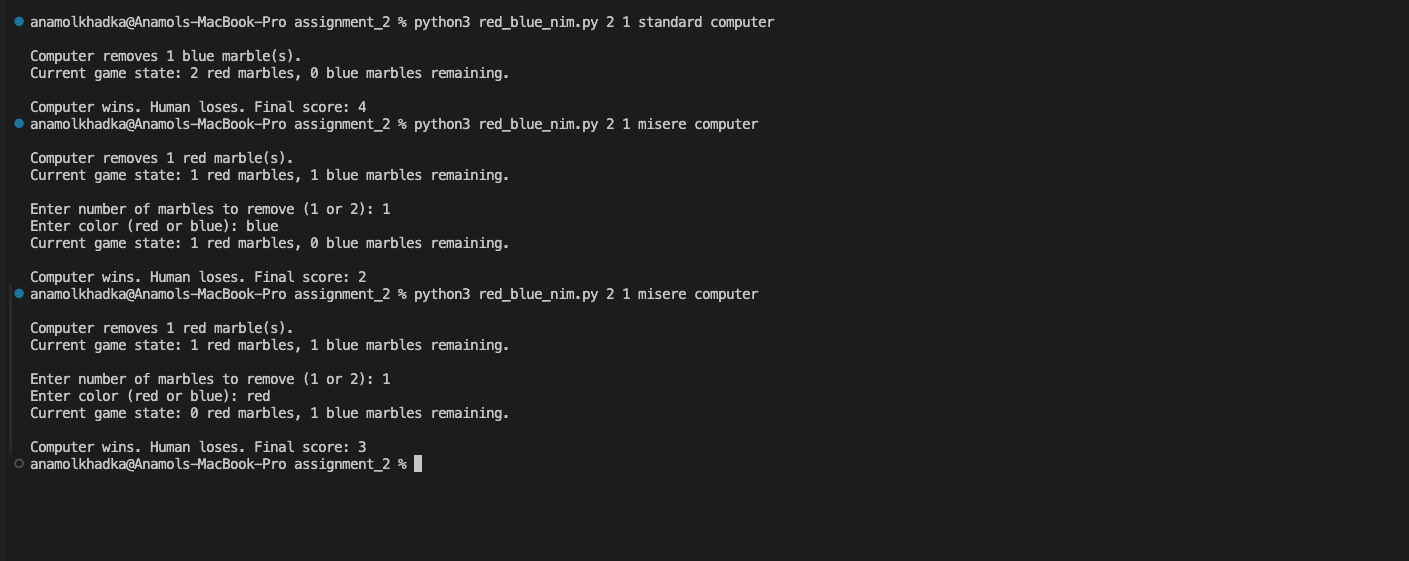 anamolkhadka@Anamols-MacBook-Pro assignment_2 % python3 red_blue_nim.py 2 1 standard computer
Computer removes 1 blue marble(s).
Current game state: 2 red marbles, 0 blue marbles remaining.
Computer wins. Human loses. Final score: 4
anamolkhadka@Anamols-MacBook-Pro assignment_2 % python3 red_blue_nim.py 2 1 misere computer
Computer removes 1 red marble(s).
Current game state: 1 red marbles, 1 blue marbles remaining.
Enter number of marbles to remove (1 or 2): 1
Enter color (red or blue): blue
Current game state: 1 red marbles, 0 blue marbles remaining.
Computer wins. Human loses. Final score: 2
anamolkhadka@Anamols-MacBook-Pro assignment_2 % python3 red_blue_nim.py 2 1 misere computer
Computer removes 1 red marble(s).
Current game state: 1 red marbles, 1 blue marbles remaining.
Enter number of marbles to remove (1 or 2): 1
Enter color (red or blue): red
Current game state: 0 red marbles, 1 blue marbles remaining.
Computer wins. Human loses. Final score: 3
anamolkhadka@Anamols-MacBook-Pro assignment_2 %